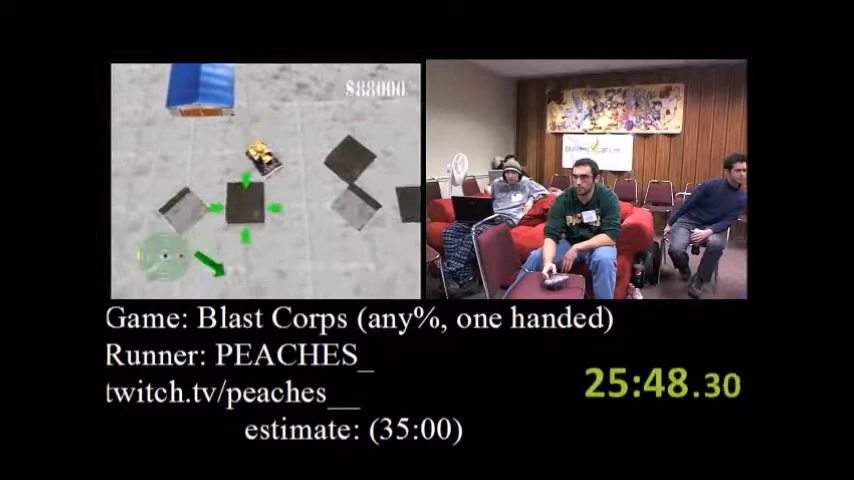 $88000
Game: Blast Corps (any%, one handed)
Runner: PEACHES_
twitch.tv/peaches__
25:48.30
estimate: (35:00)